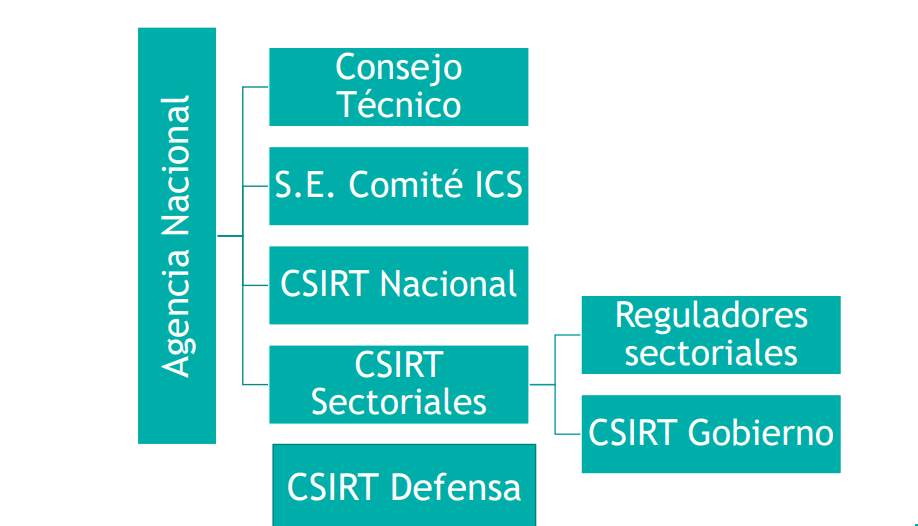 Agencia Nacional
Consejo
Técnico
S.E. Comité ICS
CSIRT Nacional
CSIRT
Sectoriales
Reguladores
sectoriales
CSIRT Gobierno
CSIRT Defensa